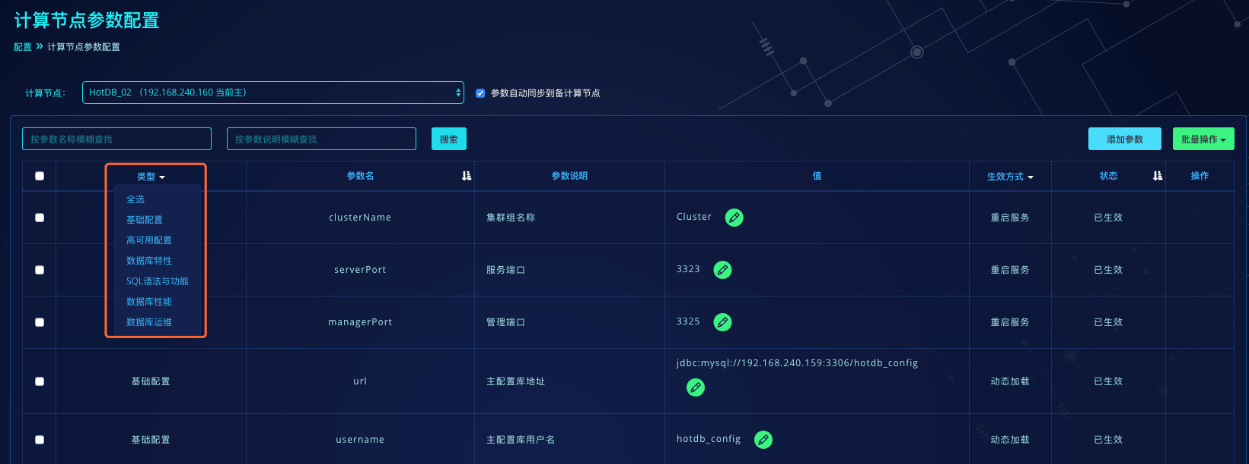 计算节点参数配置
配置 » 计算节点参数配置
计算节点： HotDB_02 （192.168.240.160 当前主） 参数自动同步到备计算节点
按参数名称模糊查找 按参数说明模糊查找 搜索 添加参数 批量操作
类型 参数名 参数说明 值 生效方式 状态 操作
全选
基础配置
高可用配置
数据库特性
SQL语法与功能
数据库性能
数据库运维
clusterName 集群组名称 Cluster 重启服务 已生效
serverPort 服务端口 3323 重启服务 已生效
managerPort 管理端口 3325 重启服务 已生效
基础配置 url 主配置库地址 jdbc:mysql://192.168.240.159:3306/hotdb_config 动态加载 已生效
基础配置 username 主配置库用户名 hotdb_config 动态加载 已生效